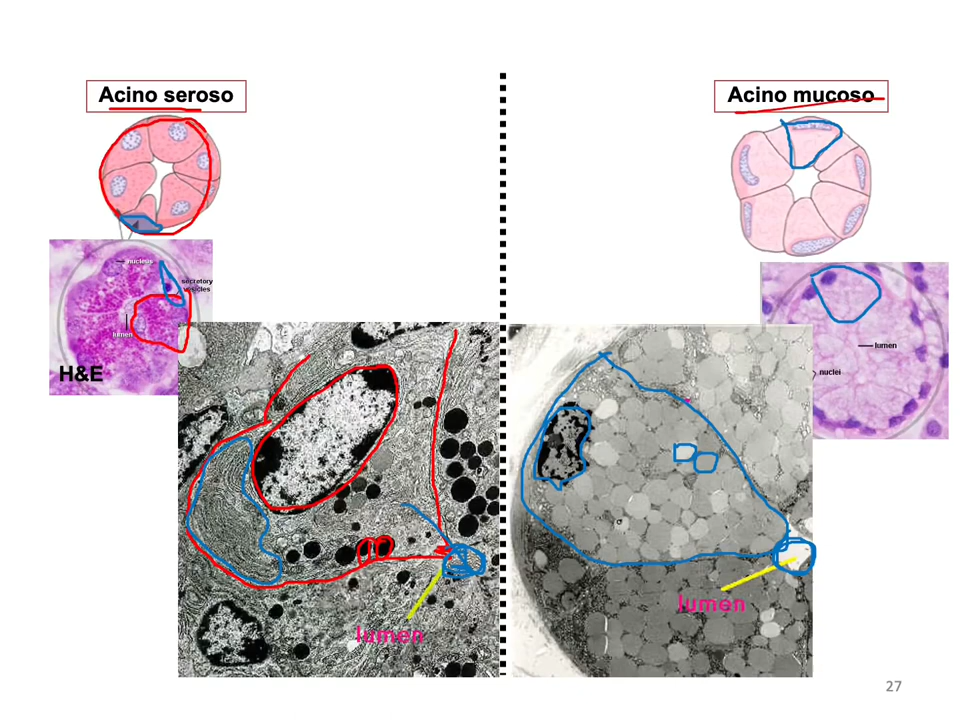 Acino seroso
Acino mucoso
nucleus
secretory
vesicles
lumen
H&E
lumen
nuclei
lumen
lumen
27